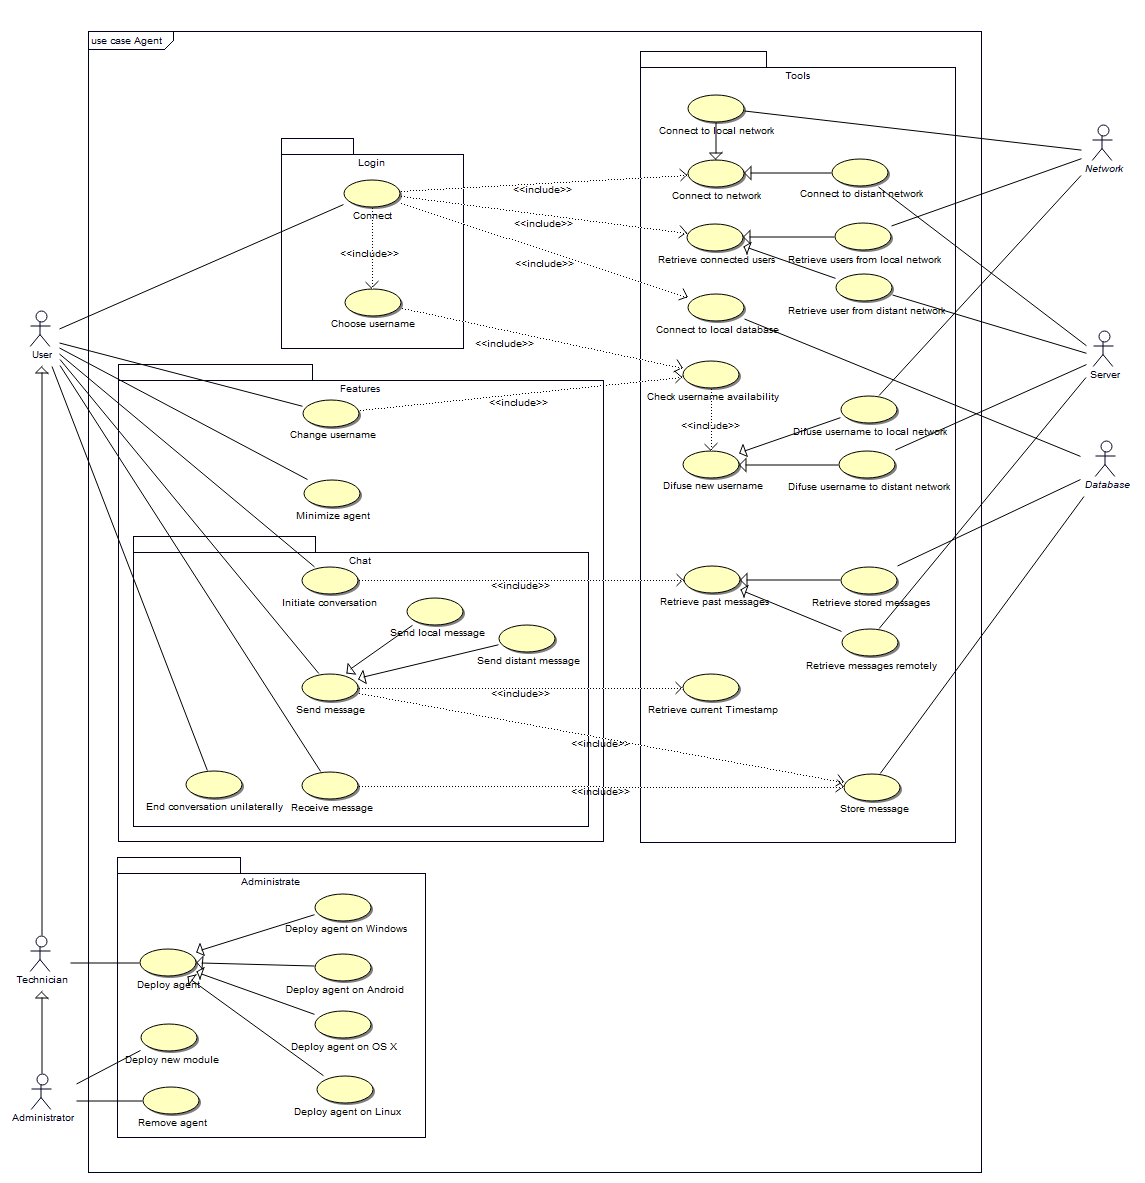 use case Agent
Tools
Connect to local network
Network
Login
Connect
<<include>>
Connect to network
Connect to distant network
<<include>>
<<include>>
Retrieve connected users
Retrieve users from local network
<<include>>
Choose username
Retrieve user from distant network
Connect to local database
User
<<include>>
Server
Features
Change username
<<include>>
Check username availability
<<include>>
Difuse username to local network
Minimize agent
Difuse new username
Difuse username to distant network
Database
Chat
Initiate conversation
<<include>>
Retrieve past messages
Retrieve stored messages
Send local message
Send distant message
Retrieve messages remotely
Send message
<<include>>
Retrieve current Timestamp
<<include>>
End conversation unilaterally
Receive message
<<include>>
Store message
Administrate
Deploy agent on Windows
Technician
Deploy agent
Deploy agent on Android
Deploy new module
Deploy agent on OS X
Administrator
Remove agent
Deploy agent on Linux